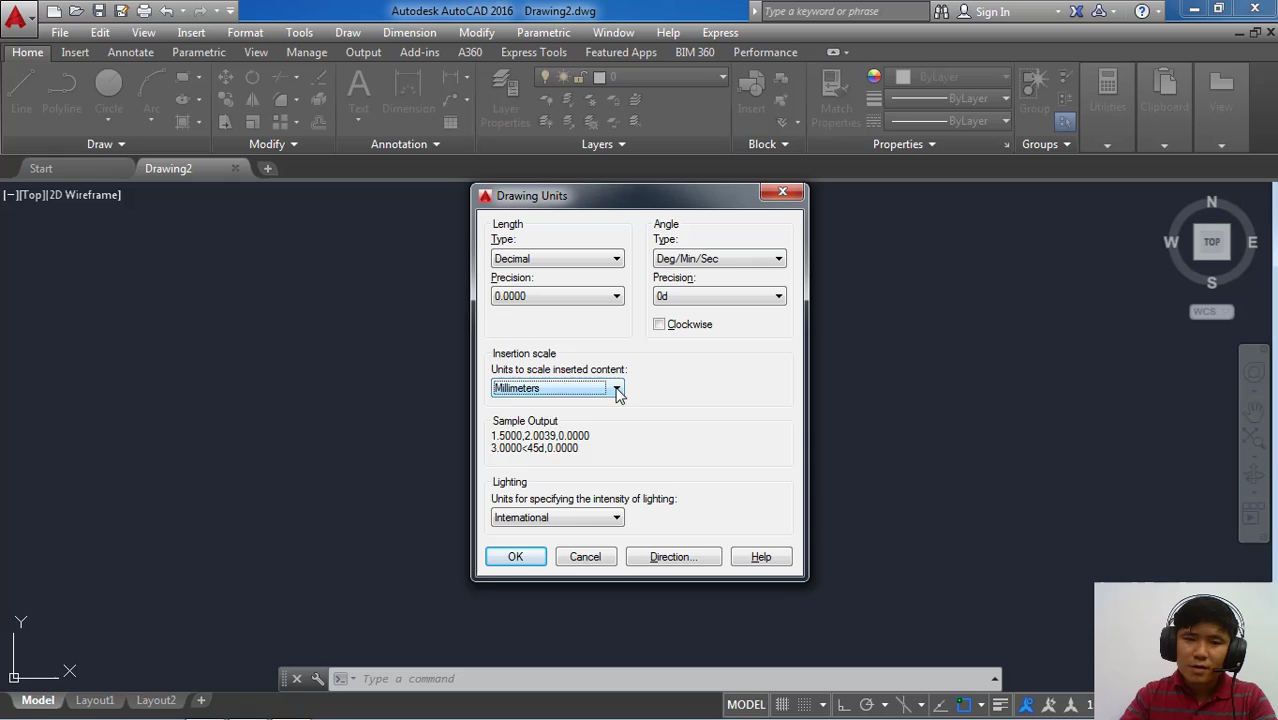 Autodesk AutoCAD 2016 Drawing2.dwg
Type a keyword or phrase
Sign In
File Edit View Insert Format Tools Draw Dimension Modify Parametric Window Help Express
Home Insert Annotate Parametric View Manage Output Add-ins A360 Express Tools Featured Apps BIM 360 Performance
Line Polyline Circle Arc
Text Dimension
Layer Properties
0
Insert
Match Properties
ByLayer
ByLayer
ByLayer
Group
Utilities
Clipboard
View
Draw Modify Annotation Layers Block Properties Groups
Start Drawing2
[−][Top][2D Wireframe]
N
W TOP E
S
WCS
Drawing Units
Length
Type:
Decimal
Precision:
0.0000
Angle
Type:
Deg/Min/Sec
Precision:
0d
Clockwise
Insertion scale
Units to scale inserted content:
Millimeters
Sample Output
1.5000,2.0039,0.0000
3.0000<45d,0.0000
Lighting
Units for specifying the intensity of lighting:
International
OK Cancel Direction... Help
Y
X
Type a command
Model Layout1 Layout2
MODEL